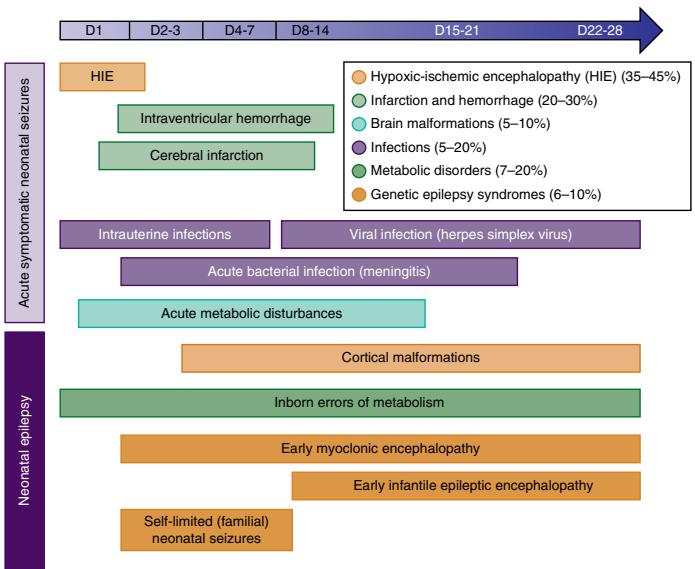 D1 D2-3 D4-7 D8-14 D15-21 D22-28
Acute symptomatic neonatal seizures
HIE
Intraventricular hemorrhage
Cerebral infarction
Hypoxic-ischemic encephalopathy (HIE) (35–45%)
Infarction and hemorrhage (20–30%)
Brain malformations (5–10%)
Infections (5–20%)
Metabolic disorders (7–20%)
Genetic epilepsy syndromes (6–10%)
Intrauterine infections
Viral infection (herpes simplex virus)
Acute bacterial infection (meningitis)
Acute metabolic disturbances
Neonatal epilepsy
Cortical malformations
Inborn errors of metabolism
Early myoclonic encephalopathy
Early infantile epileptic encephalopathy
Self-limited (familial)
neonatal seizures